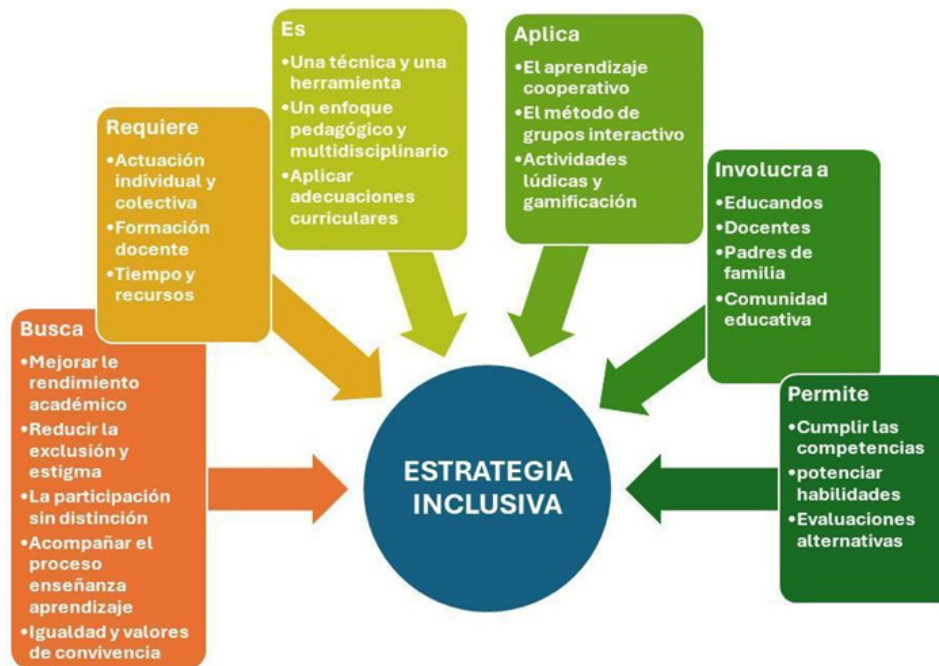 Busca
•Mejorar le
rendimiento
académico
•Reducir la
exclusión y
estigma
•La participación
sin distinción
•Acompañar el
proceso
enseñanza
aprendizaje
•Igualdad y valores
de convivencia
Requiere
•Actuación
individual y
colectiva
•Formación
docente
•Tiempo y
recursos
Es
•Una técnica y una
herramienta
•Un enfoque
pedagógico y
multidisciplinario
•Aplicar
adecuaciones
curriculares
Aplica
•El aprendizaje
cooperativo
•El método de
grupos interactivo
•Actividades
lúdicas y
gamificación
Involucra a
•Educandos
•Docentes
•Padres de
familia
•Comunidad
educativa
Permite
•Cumplir las
competencias
•potenciar
habilidades
•Evaluaciones
alternativas
ESTRATEGIA
INCLUSIVA